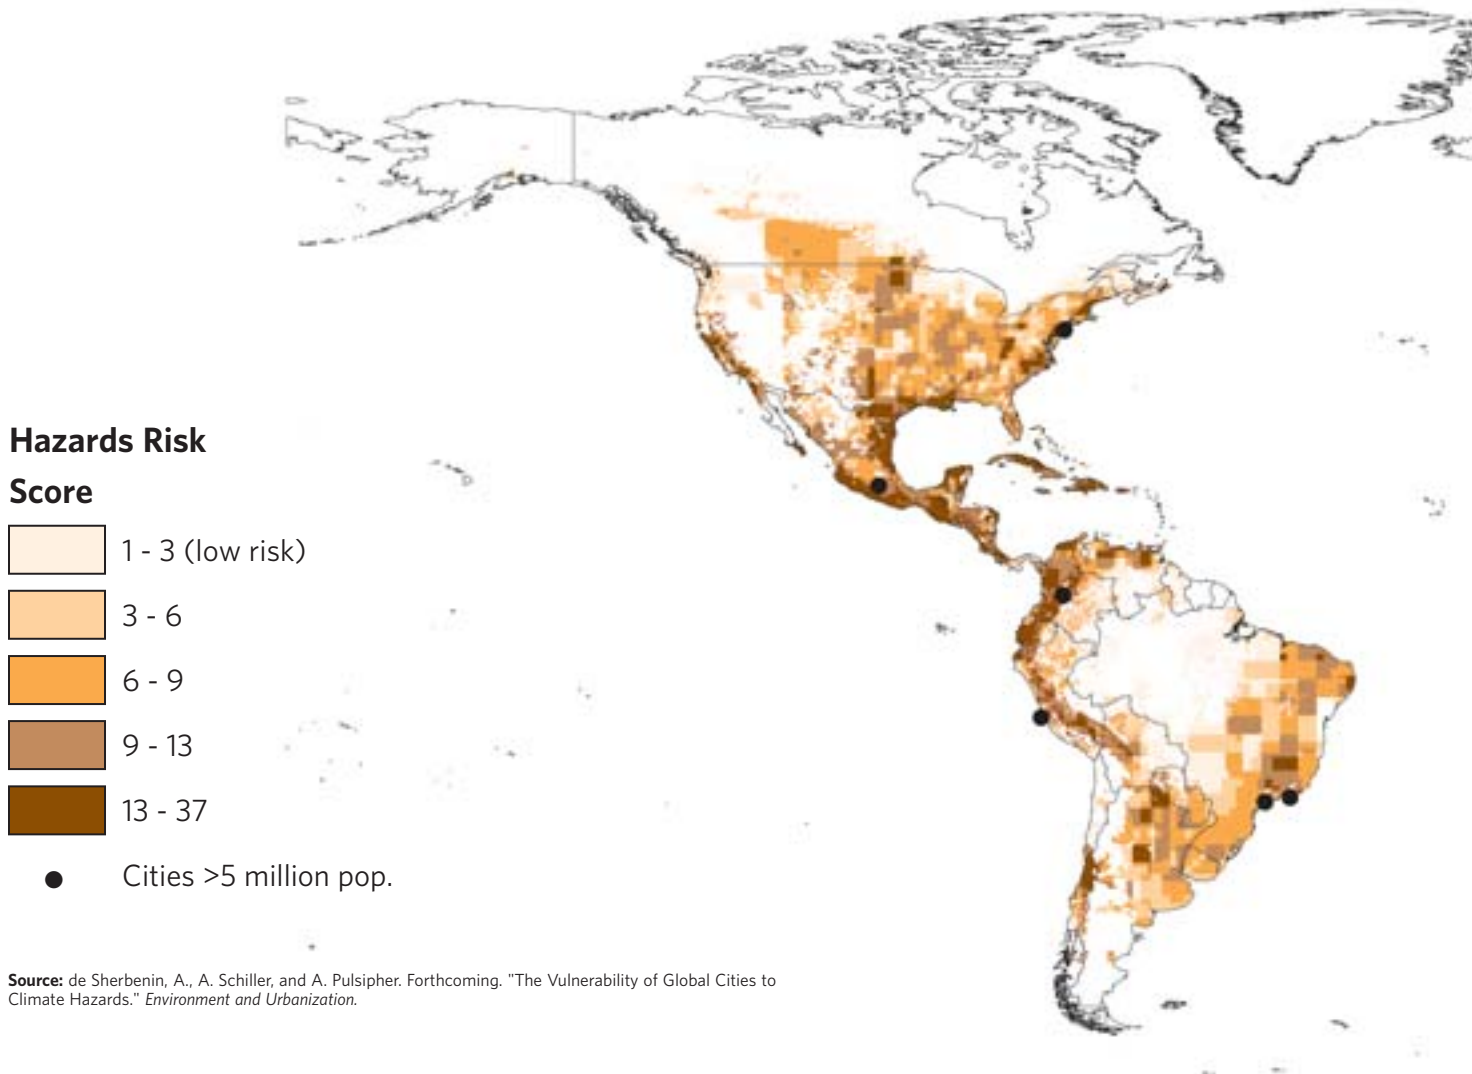 Hazards Risk
Score
1 - 3 (low risk)
3 - 6
6 - 9
9 - 13
13 - 37
Cities >5 million pop.
Source: de Sherbenin, A., A. Schiller, and A. Pulsipher. Forthcoming. "The Vulnerability of Global Cities to
Climate Hazards." Environment and Urbanization.